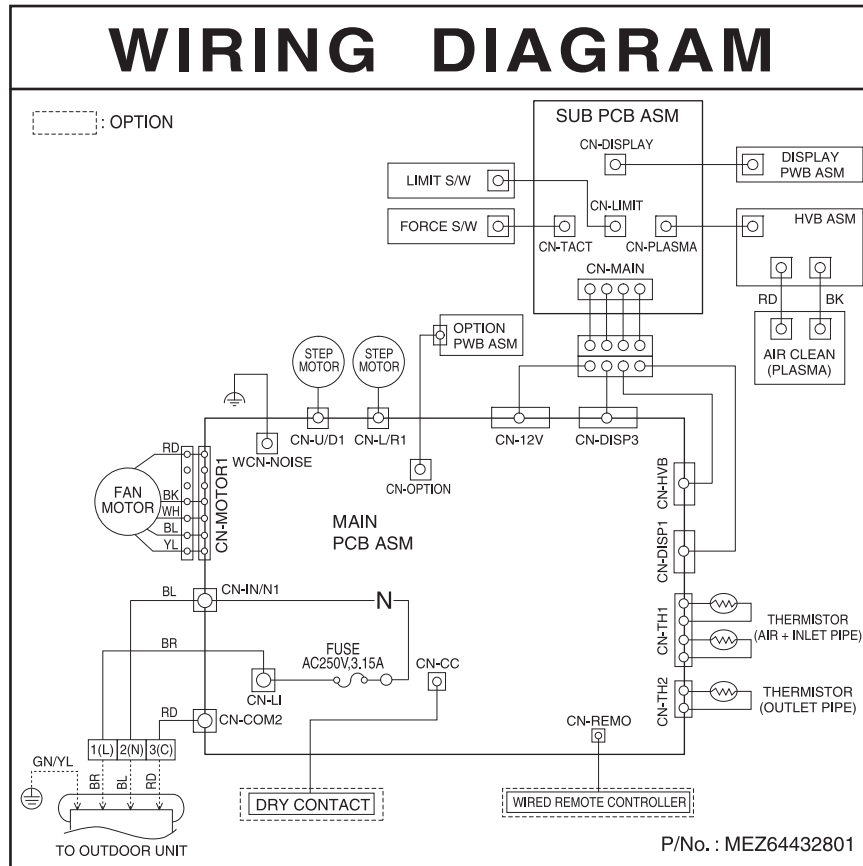 WIRING DIAGRAM
: OPTION
SUB PCB ASM
CN-DISPLAY
DISPLAY
PWB ASM
LIMIT S/W
CN-LIMIT
FORCE S/W
HVB ASM
CN-TACT
CN-PLASMA
CN-MAIN
RD
BK
OPTION
PWB ASM
AIR CLEAN
(PLASMA)
STEP
MOTOR
STEP
MOTOR
CN-U/D1
CN-L/R1
CN-12V
CN-DISP3
WCN-NOISE
CN-OPTION
CN-HVB
RD
BK
WH
BL
YL
FAN
MOTOR
CN-MOTOR1
MAIN
PCB ASM
CN-DISP1
BL
CN-IN/N1
N
CN-TH1
THERMISTOR
(AIR + INLET PIPE)
BR
FUSE
AC250V,3.15A
CN-CC
CN-LI
CN-TH2
THERMISTOR
(OUTLET PIPE)
RD
CN-COM2
CN-REMO
1(L) 2(N) 3(C)
GN/YL
BR
BL
RD
DRY CONTACT
WIRED REMOTE CONTROLLER
TO OUTDOOR UNIT
P/No. : MEZ64432801